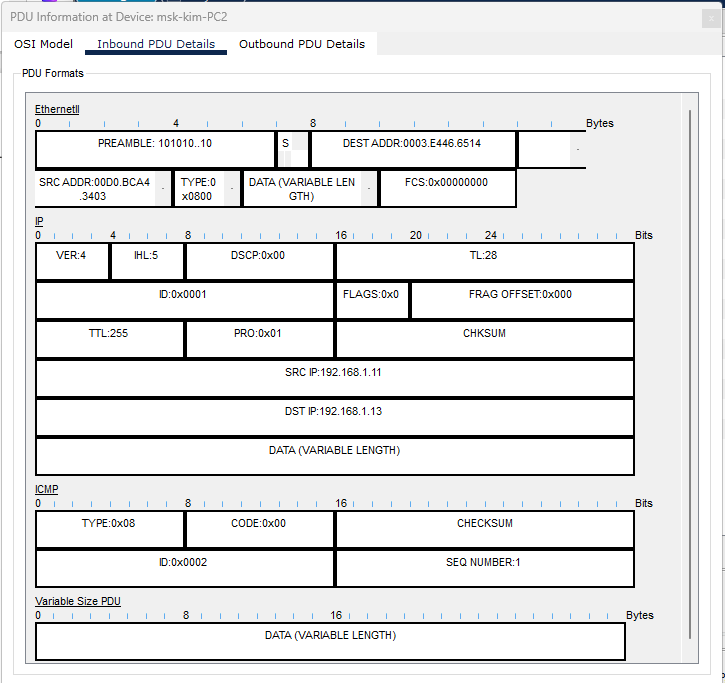 PDU Information at Device: msk-kim-PC2
x
OSI Model Inbound PDU Details Outbound PDU Details
PDU Formats
EthernetII
0 4 8 Bytes
PREAMBLE: 101010..10 S DEST ADDR:0003.E446.6514
SRC ADDR:00D0.BCA4
.3403
TYPE:0
x0800
DATA (VARIABLE LEN
GTH)
FCS:0x00000000
IP
0 4 8 16 20 24 Bits
VER:4 IHL:5 DSCP:0x00 TL:28
ID:0x0001 FLAGS:0x0 FRAG OFFSET:0x000
TTL:255 PRO:0x01 CHKSUM
SRC IP:192.168.1.11
DST IP:192.168.1.13
DATA (VARIABLE LENGTH)
ICMP
0 8 16 Bits
TYPE:0x08 CODE:0x00 CHECKSUM
ID:0x0002 SEQ NUMBER:1
Variable Size PDU
0 8 16 Bytes
DATA (VARIABLE LENGTH)